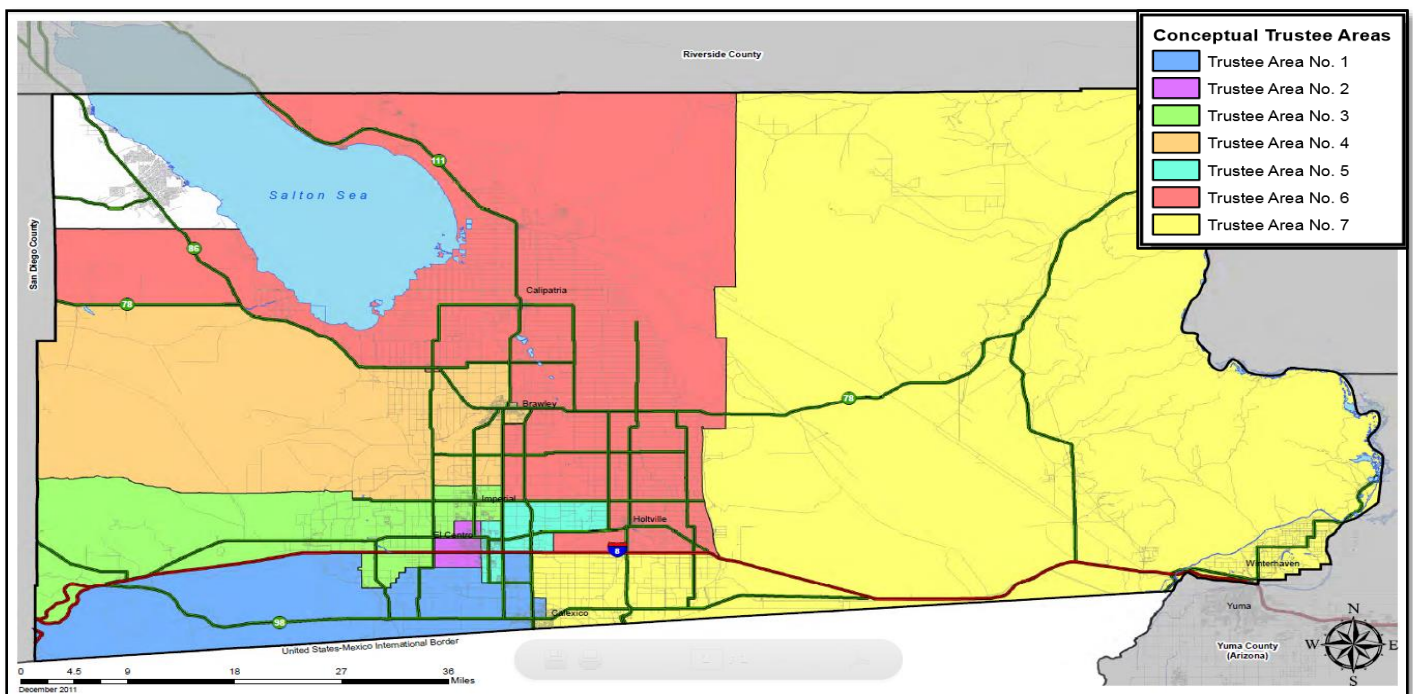 Riverside County
Conceptual Trustee Areas
Trustee Area No. 1
Trustee Area No. 2
Trustee Area No. 3
Trustee Area No. 4
Trustee Area No. 5
Trustee Area No. 6
Trustee Area No. 7
111
Salton Sea
San Diego County
86
78
Calipatria
78
Brawley
Imperial
El Centro
Holtville
8
Winterhaven
Calexico
98
Yuma
United States-Mexico International Border
Yuma County
(Arizona)
N
W
E
S
0 4.5 9 18 27 36
Miles
December 2011